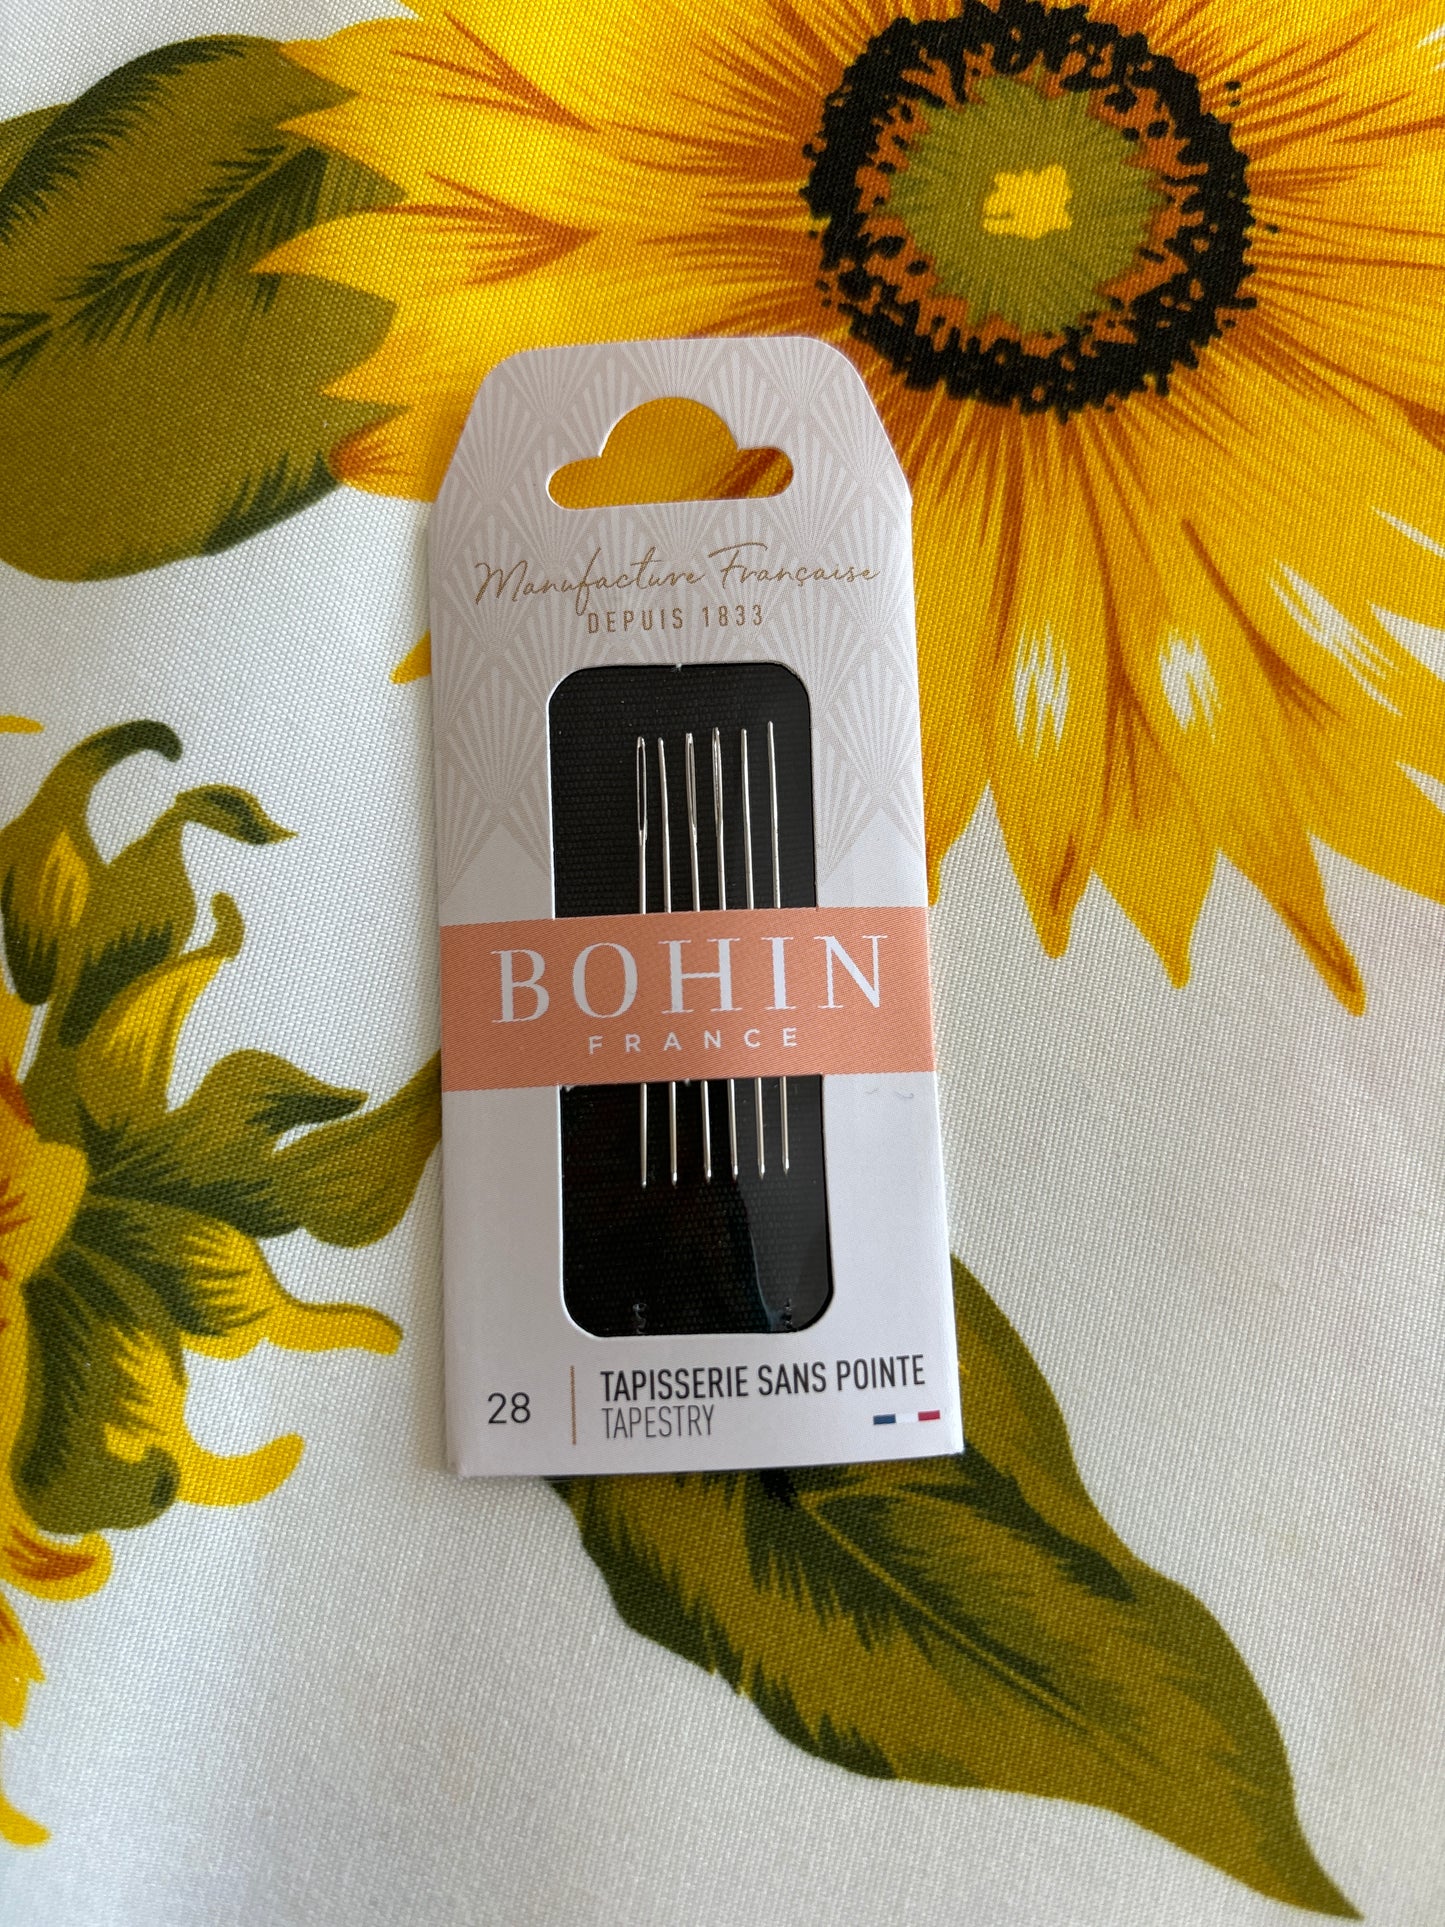 Manufacture Française
DEPUIS 1833
BOHIN
FRANCE
28
TAPISSERIE SANS POINTE
TAPESTRY